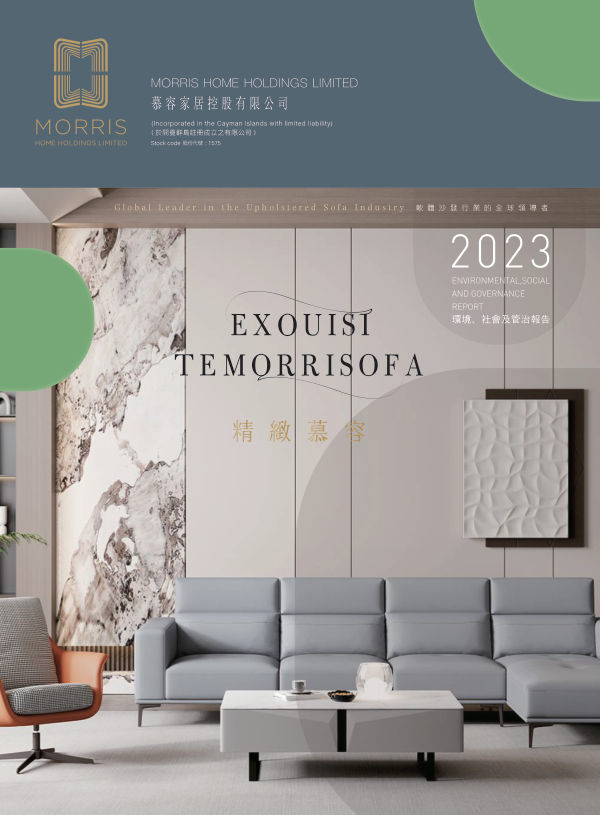 MORRIS
HOME HOLDINGS LIMITED
MORRIS HOME HOLDINGS LIMITED
慕容家居控股有限公司
(Incorporated in the Cayman Islands with limited liability)
(於開曼群島註冊成立之有限公司)
Stock code 股份代號：1575
Global Leader in the Upholstered Sofa Industry 軟體沙發行業的全球領導者
2023
ENVIRONMENTAL,SOCIAL
AND GOVERNANCE
REPORT
環境、社會及管治報告
EXQUISI
TEMORRISOFA
精緻慕容